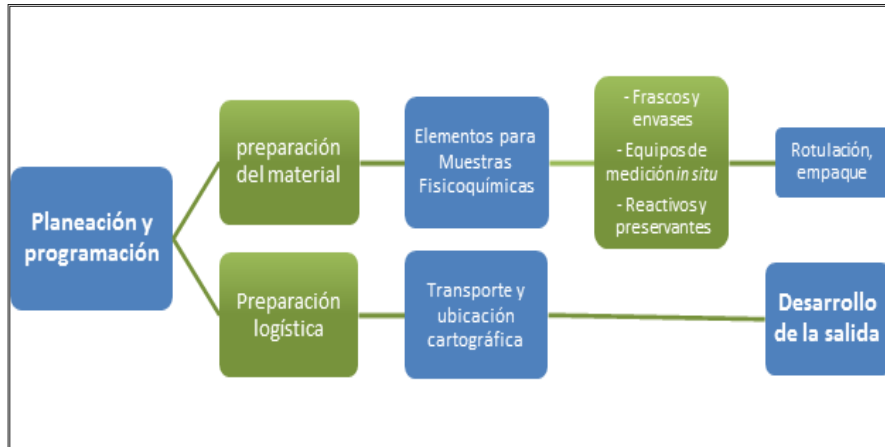 Planeación y
programación
preparación
del material
Elementos para
Muestras
Fisicoquímicas
- Frascos y
envases
- Equipos de
medición in situ
- Reactivos y
preservantes
Rotulación,
empaque
Preparación
logística
Transporte y
ubicación
cartográfica
Desarrollo
de la salida